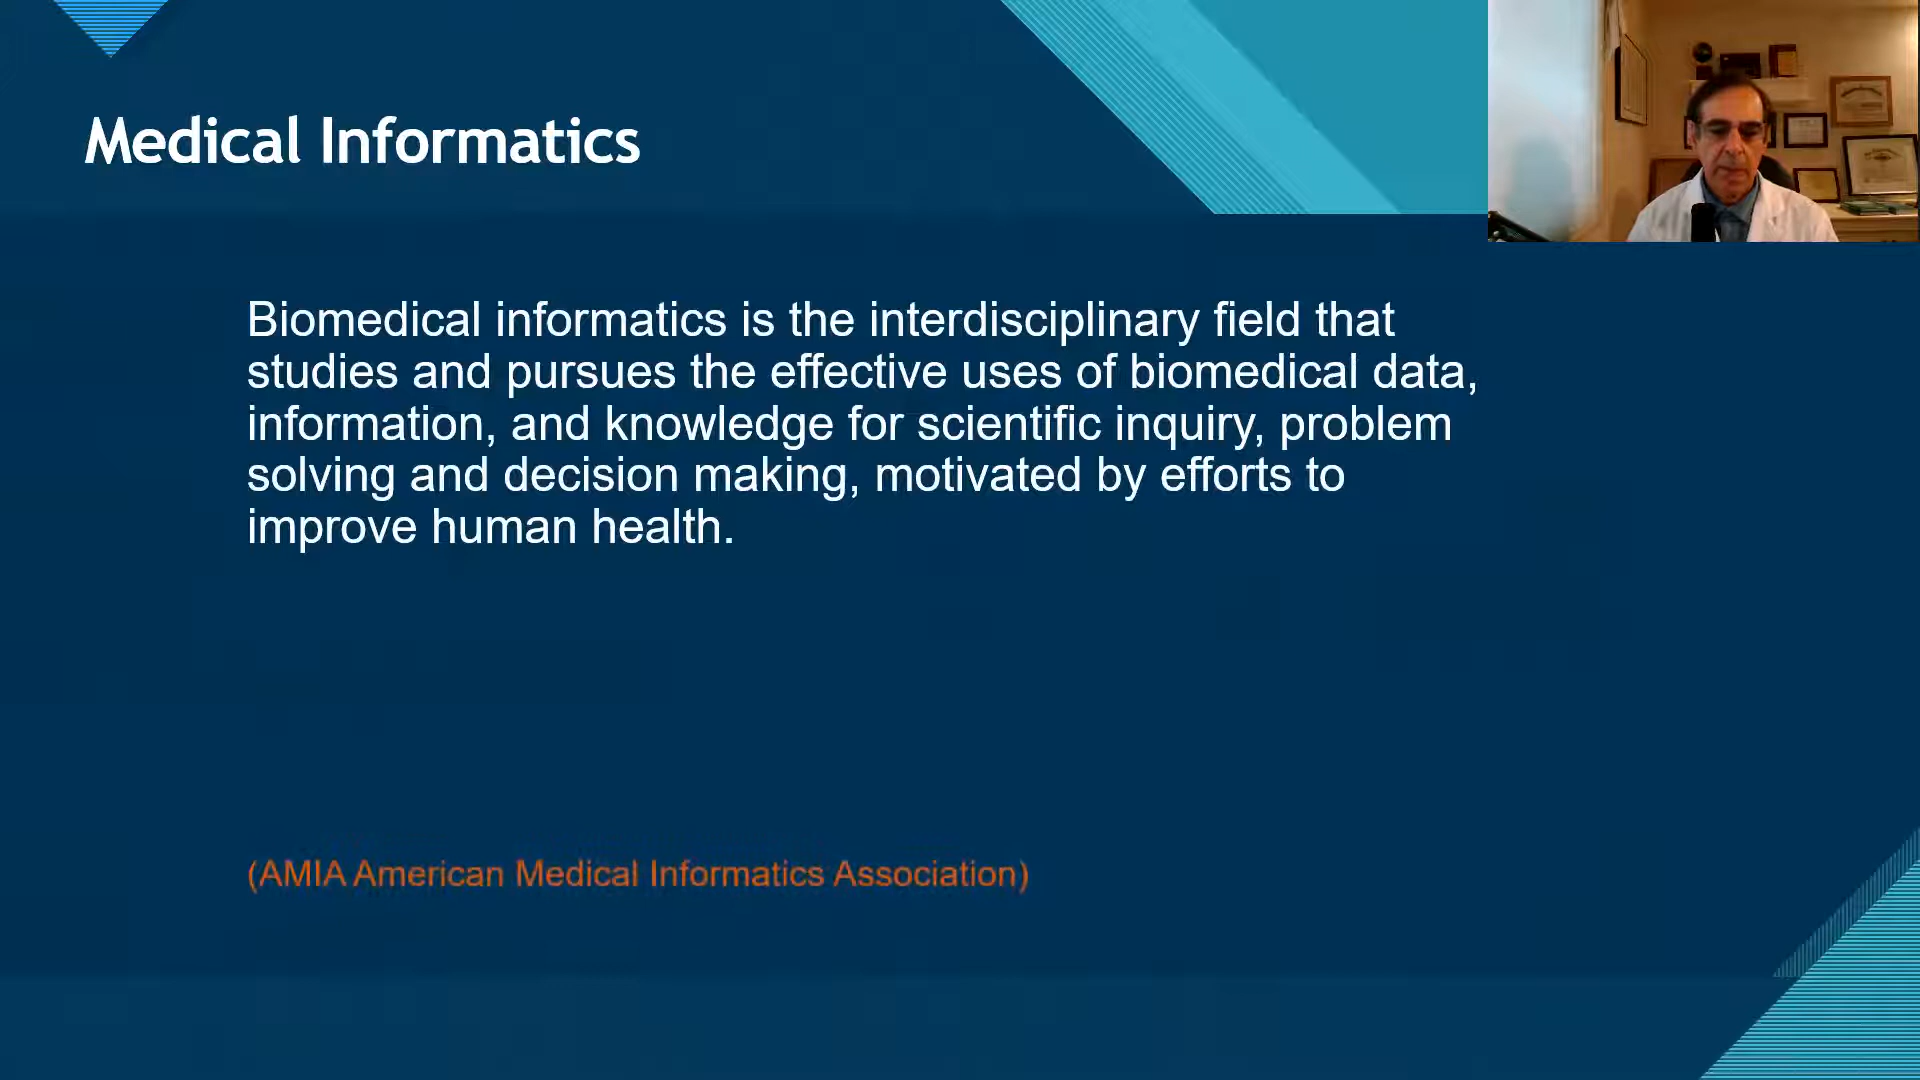 Medical Informatics
Biomedical informatics is the interdisciplinary field that
studies and pursues the effective uses of biomedical data,
information, and knowledge for scientific inquiry, problem
solving and decision making, motivated by efforts to
improve human health.
(AMIA American Medical Informatics Association)